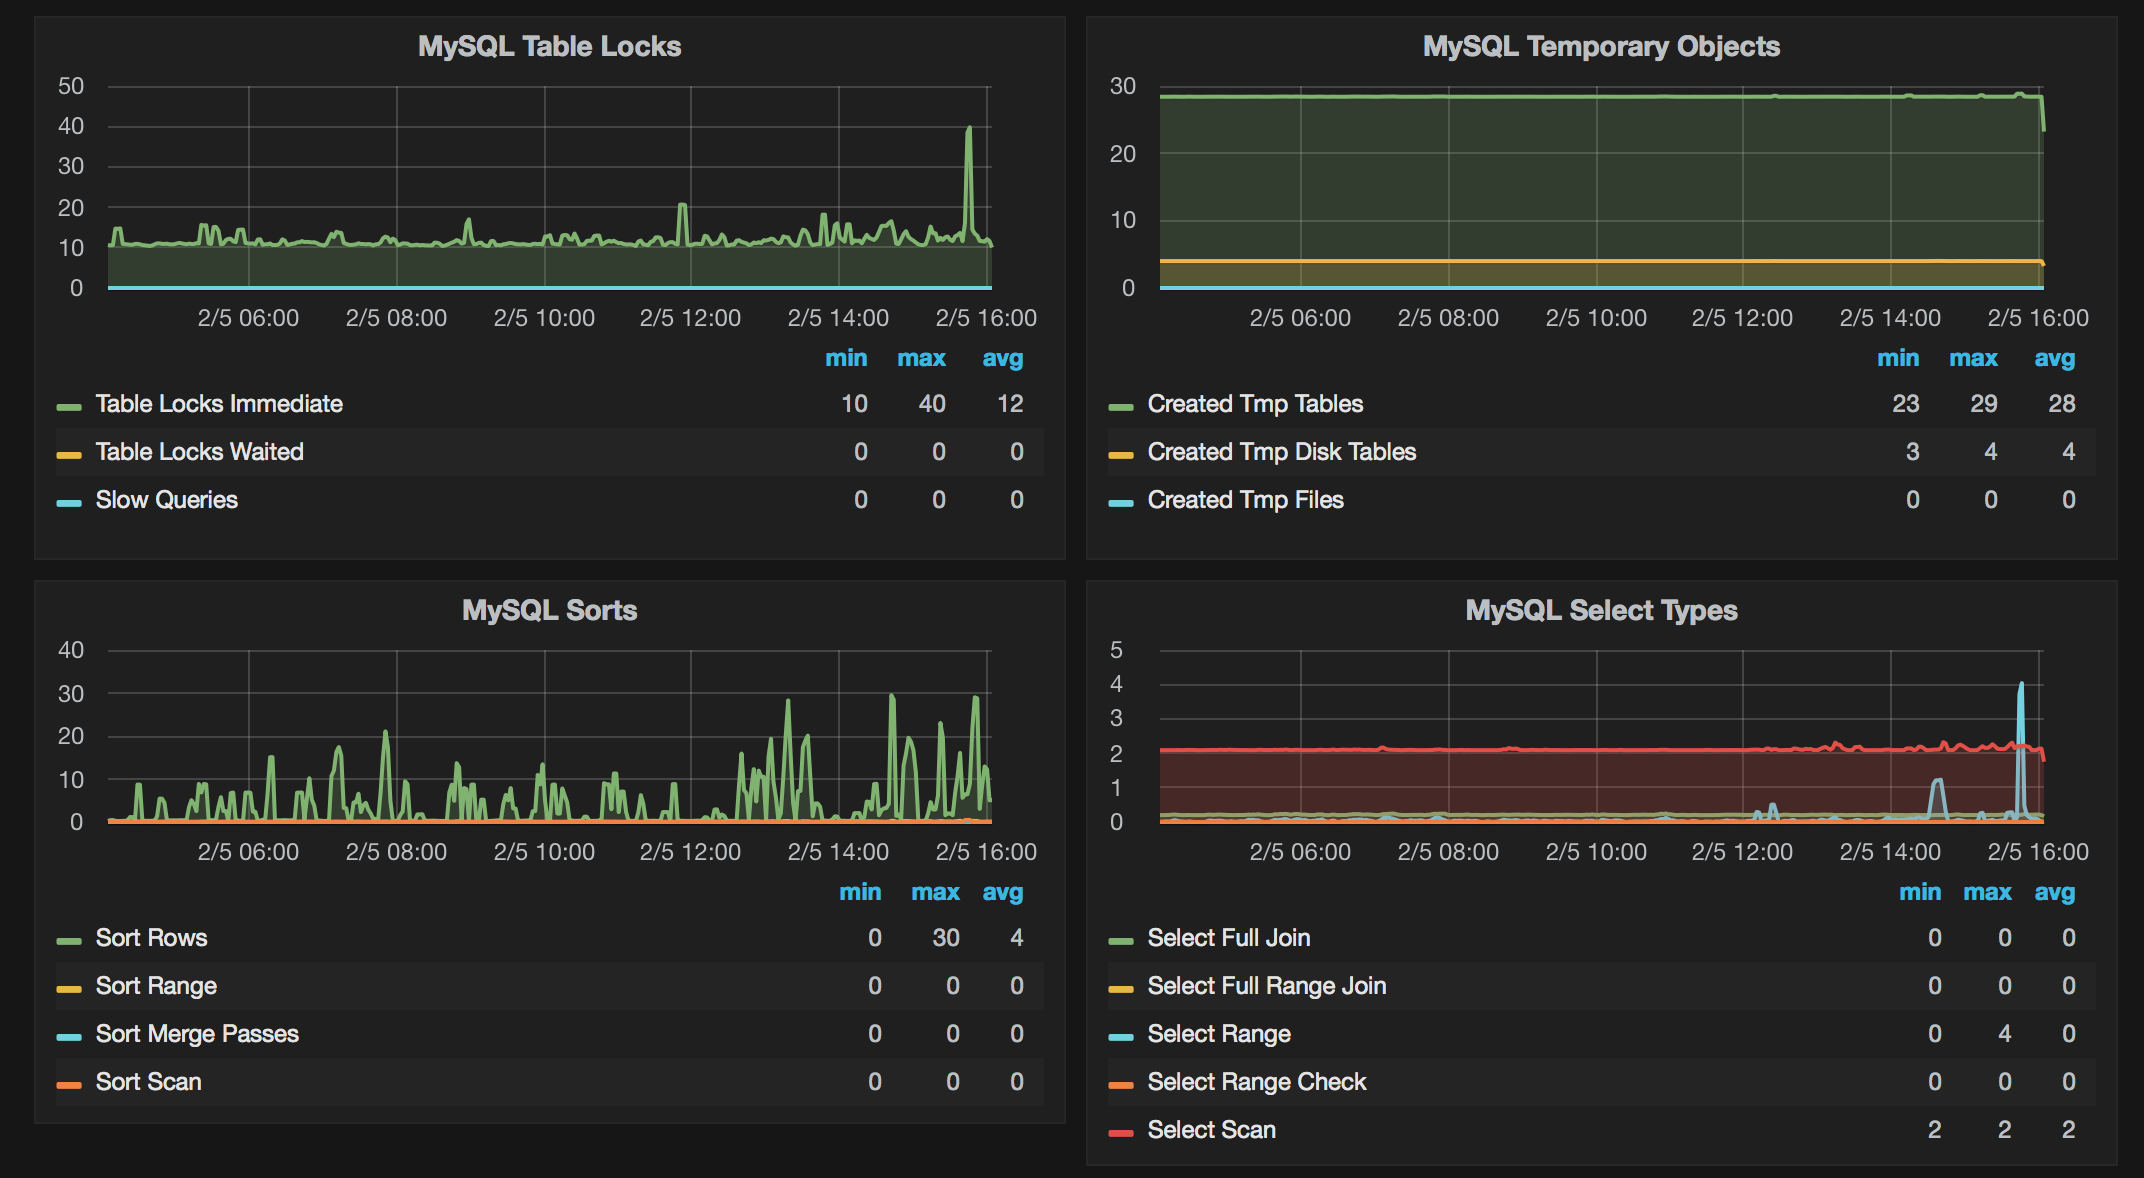 MySQL Table Locks
50
40
30
20
10
0
2/5 06:00 2/5 08:00 2/5 10:00 2/5 12:00 2/5 14:00 2/5 16:00
min max avg
Table Locks Immediate 10 40 12
Table Locks Waited 0 0 0
Slow Queries 0 0 0
MySQL Temporary Objects
30
20
10
0
2/5 06:00 2/5 08:00 2/5 10:00 2/5 12:00 2/5 14:00 2/5 16:00
min max avg
Created Tmp Tables 23 29 28
Created Tmp Disk Tables 3 4 4
Created Tmp Files 0 0 0
MySQL Sorts
40
30
20
10
0
2/5 06:00 2/5 08:00 2/5 10:00 2/5 12:00 2/5 14:00 2/5 16:00
min max avg
Sort Rows 0 30 4
Sort Range 0 0 0
Sort Merge Passes 0 0 0
Sort Scan 0 0 0
MySQL Select Types
5
4
3
2
1
0
2/5 06:00 2/5 08:00 2/5 10:00 2/5 12:00 2/5 14:00 2/5 16:00
min max avg
Select Full Join 0 0 0
Select Full Range Join 0 0 0
Select Range 0 4 0
Select Range Check 0 0 0
Select Scan 2 2 2